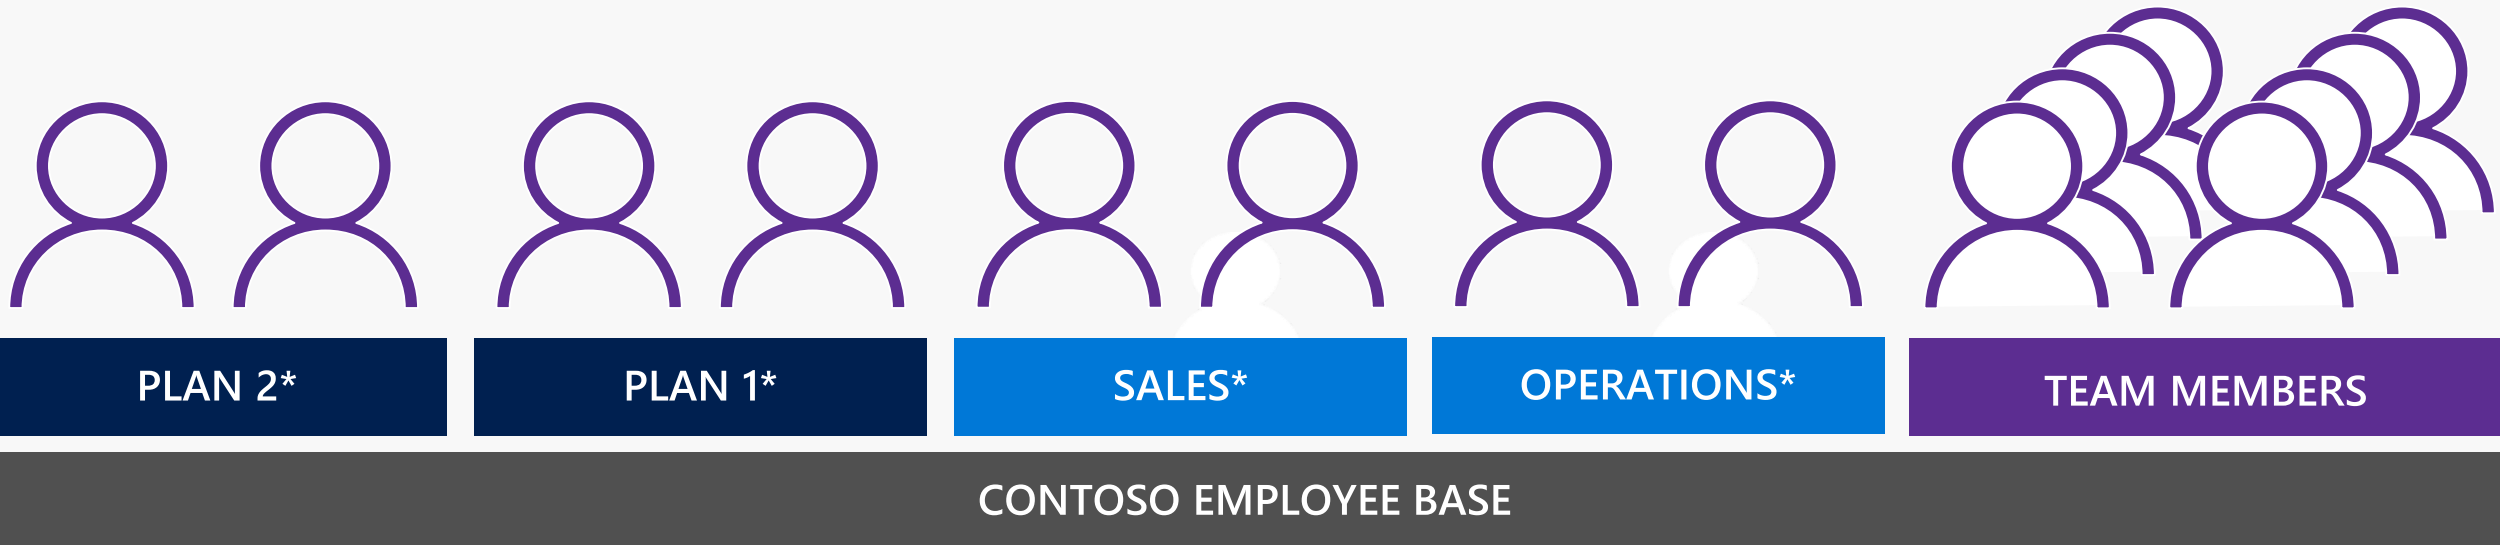 PLAN 2*
PLAN 1*
SALES*
OPERATIONS*
TEAM MEMBERS
CONTOSO EMPLOYEE BASE